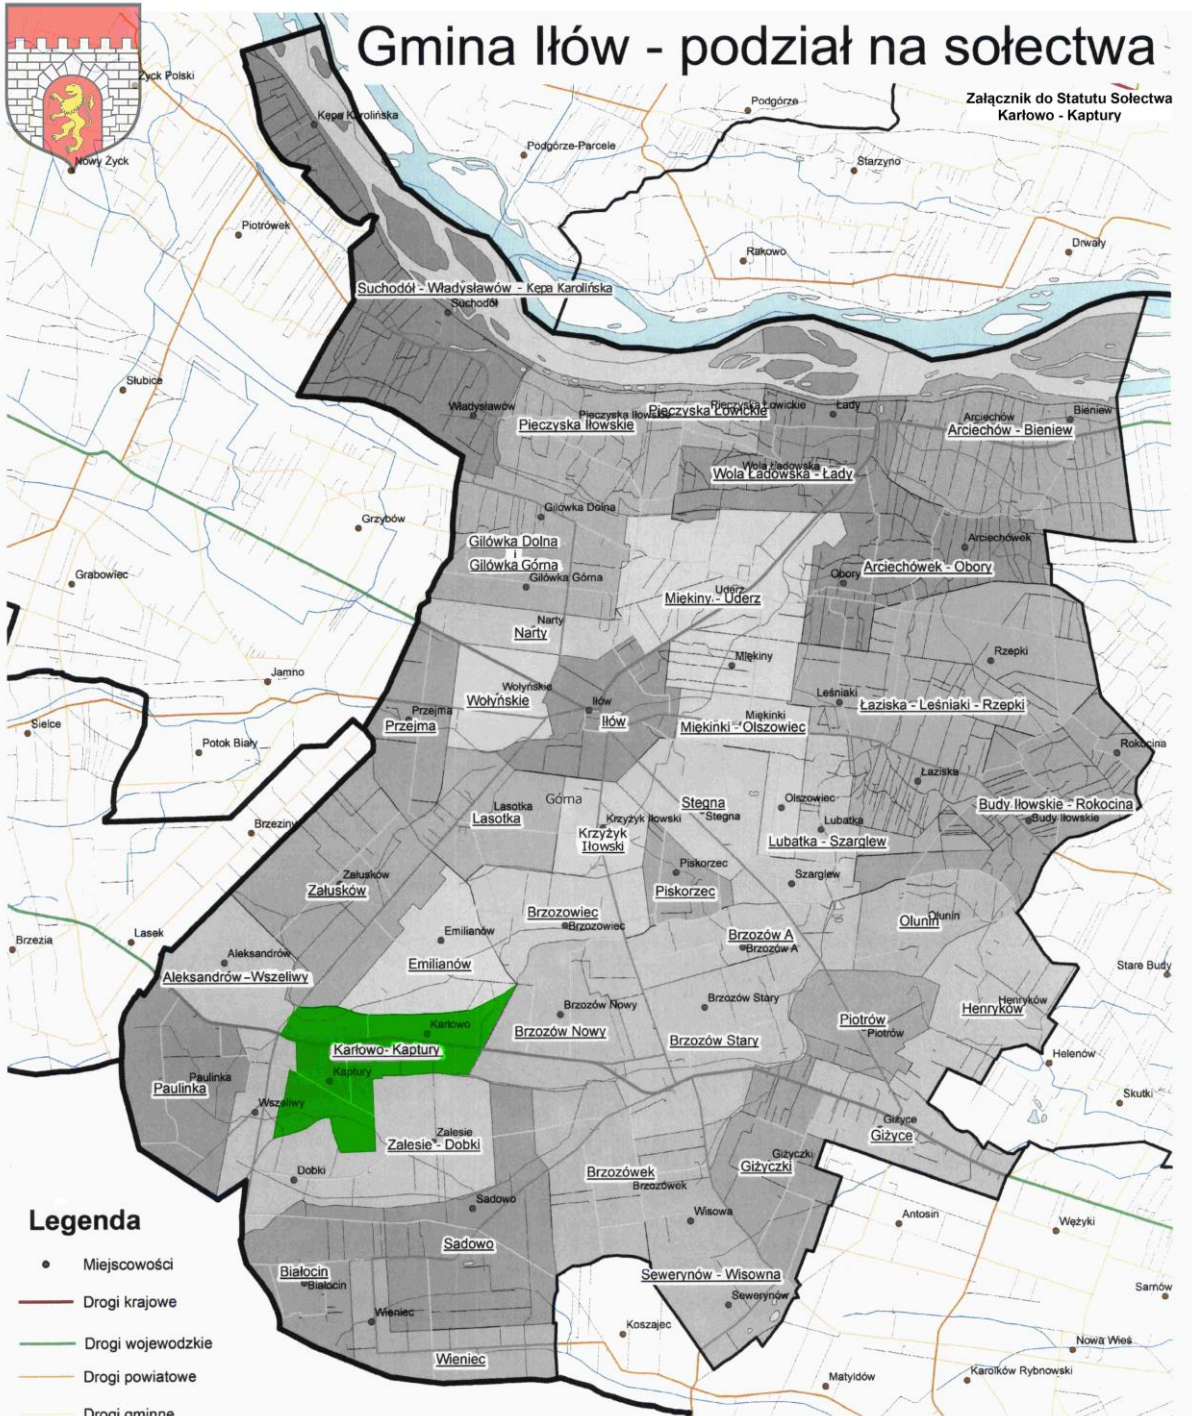 Gmina Iłów - podział na sołectwa
Załącznik do Statutu Sołectwa
Karłowo - Kaptury
Życk Polski
Nowy Życk
Kępa Karolińska
Podgórze
Podgórze-Parcele
Starzyno
Piotrówek
Rakowo
Drwały
Suchodół - Władysławów - Kępa Karolińska
Suchodół
Słubice
Władysławów
Pieczyska Iłowskie
Pieczyska Iłowskie
Pieczyska Łowickie
Pieczyska Łowickie
Łady
Arciechów
Bieniew
Arciechów - Bieniew
Wola Ładowska
Wola Ładowska - Łady
Grzybów
Gilówka Dolna
Gilówka Dolna
i
Gilówka Górna
Gilówka Górna
Arciechówek
Arciechówek - Obory
Obory
Grabowiec
Uderz
Miękiny - Uderz
Narty
Narty
Miękiny
Rzepki
Jamno
Wołyńskie
Wołyńskie
Iłów
Iłów
Leśniaki
Łaziska - Leśniaki - Rzepki
Przejma
Przejma
Miękinki
Miękinki - Olszowiec
Sielce
Potok Biały
Rokocina
Łaziska
Górna
Lasotka
Lasotka
Stegna
Stegna
Olszowiec
Budy Iłowskie - Rokocina
Budy Iłowskie
Brzeziny
Krzyżyk Iłowski
Krzyżyk
Iłowski
Lubatka
Lubatka - Szarglew
Piskorzec
Piskorzec
Szarglew
Załusków
Załusków
Brzozowiec
Brzozowiec
Olunin
Olunin
Brzezia
Lasek
Emilianów
Emilianów
Brzozów A
Brzozów A
Aleksandrów
Aleksandrów - Wszeliwy
Stare Budy
Brzozów Nowy
Brzozów Nowy
Brzozów Stary
Brzozów Stary
Henryków
Henryków
Piotrów
Piotrów
Karłowo
Karłowo- Kaptury
Kaptury
Helenów
Paulinka
Paulinka
Wszeliwy
Skutki
Giżyce
Giżyce
Zalesie
Zalesie - Dobki
Dobki
Brzozówek
Brzozówek
Giżyczki
Giżyczki
Sadowo
Sadowo
Wisowa
Antosin
Wężyki
Białocin
Białocin
Sewerynów - Wisowna
Sewerynów
Sarnów
Wieniec
Wieniec
Koszajec
Nowa Wieś
Matyldów
Karolków Rybnowski
Legenda
Miejscowości
Drogi krajowe
Drogi wojewodzkie
Drogi powiatowe
Drogi gminne